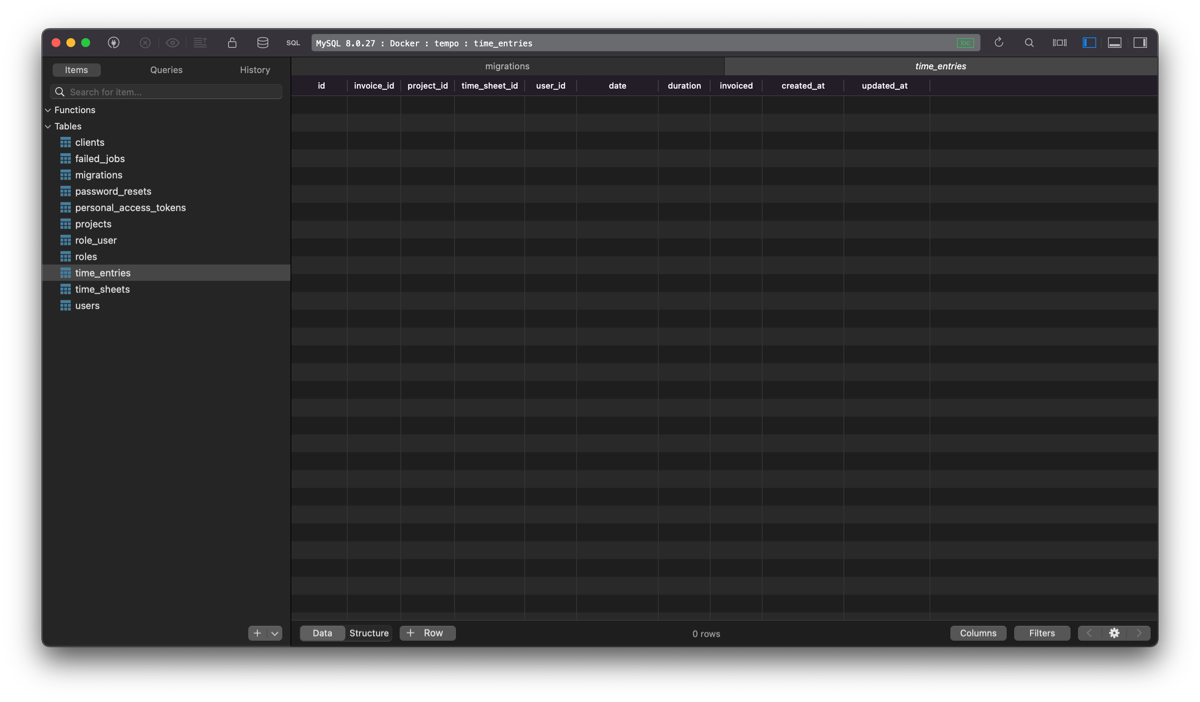 SQL
MySQL 8.0.27 : Docker : tempo : time_entries
Items
Queries
History
migrations
time_entries
Search for item...
id
invoice_id
project_id
time_sheet_id
user_id
date
duration
invoiced
created_at
updated_at
Functions
Tables
clients
failed_jobs
migrations
password_resets
personal_access_tokens
projects
role_user
roles
time_entries
time_sheets
users
Data
Structure
+ Row
0 rows
Columns
Filters